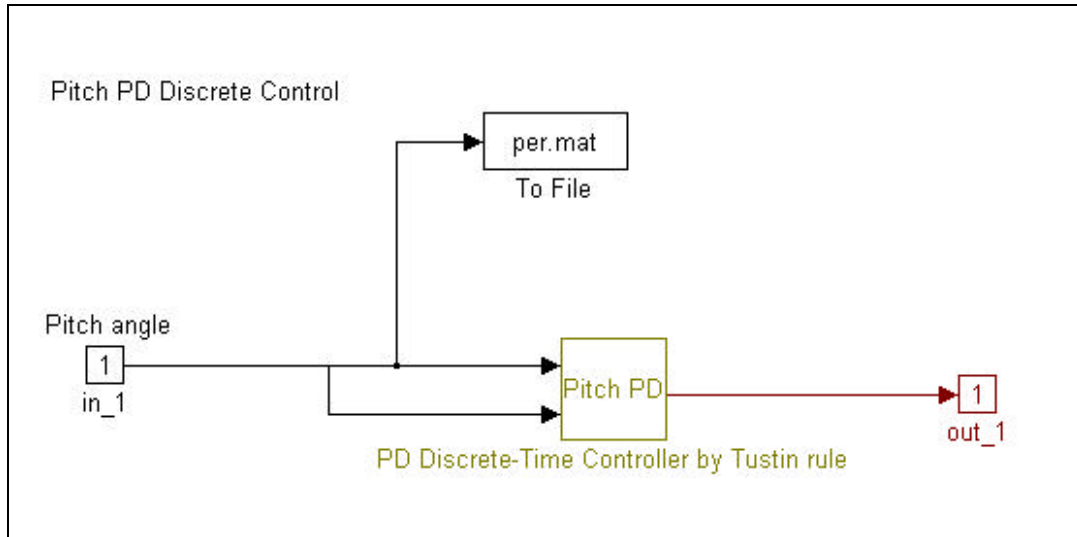 Pitch PD Discrete Control
per.mat
To File
Pitch angle
1
in_1
Pitch PD
1
out_1
PD Discrete-Time Controller by Tustin rule